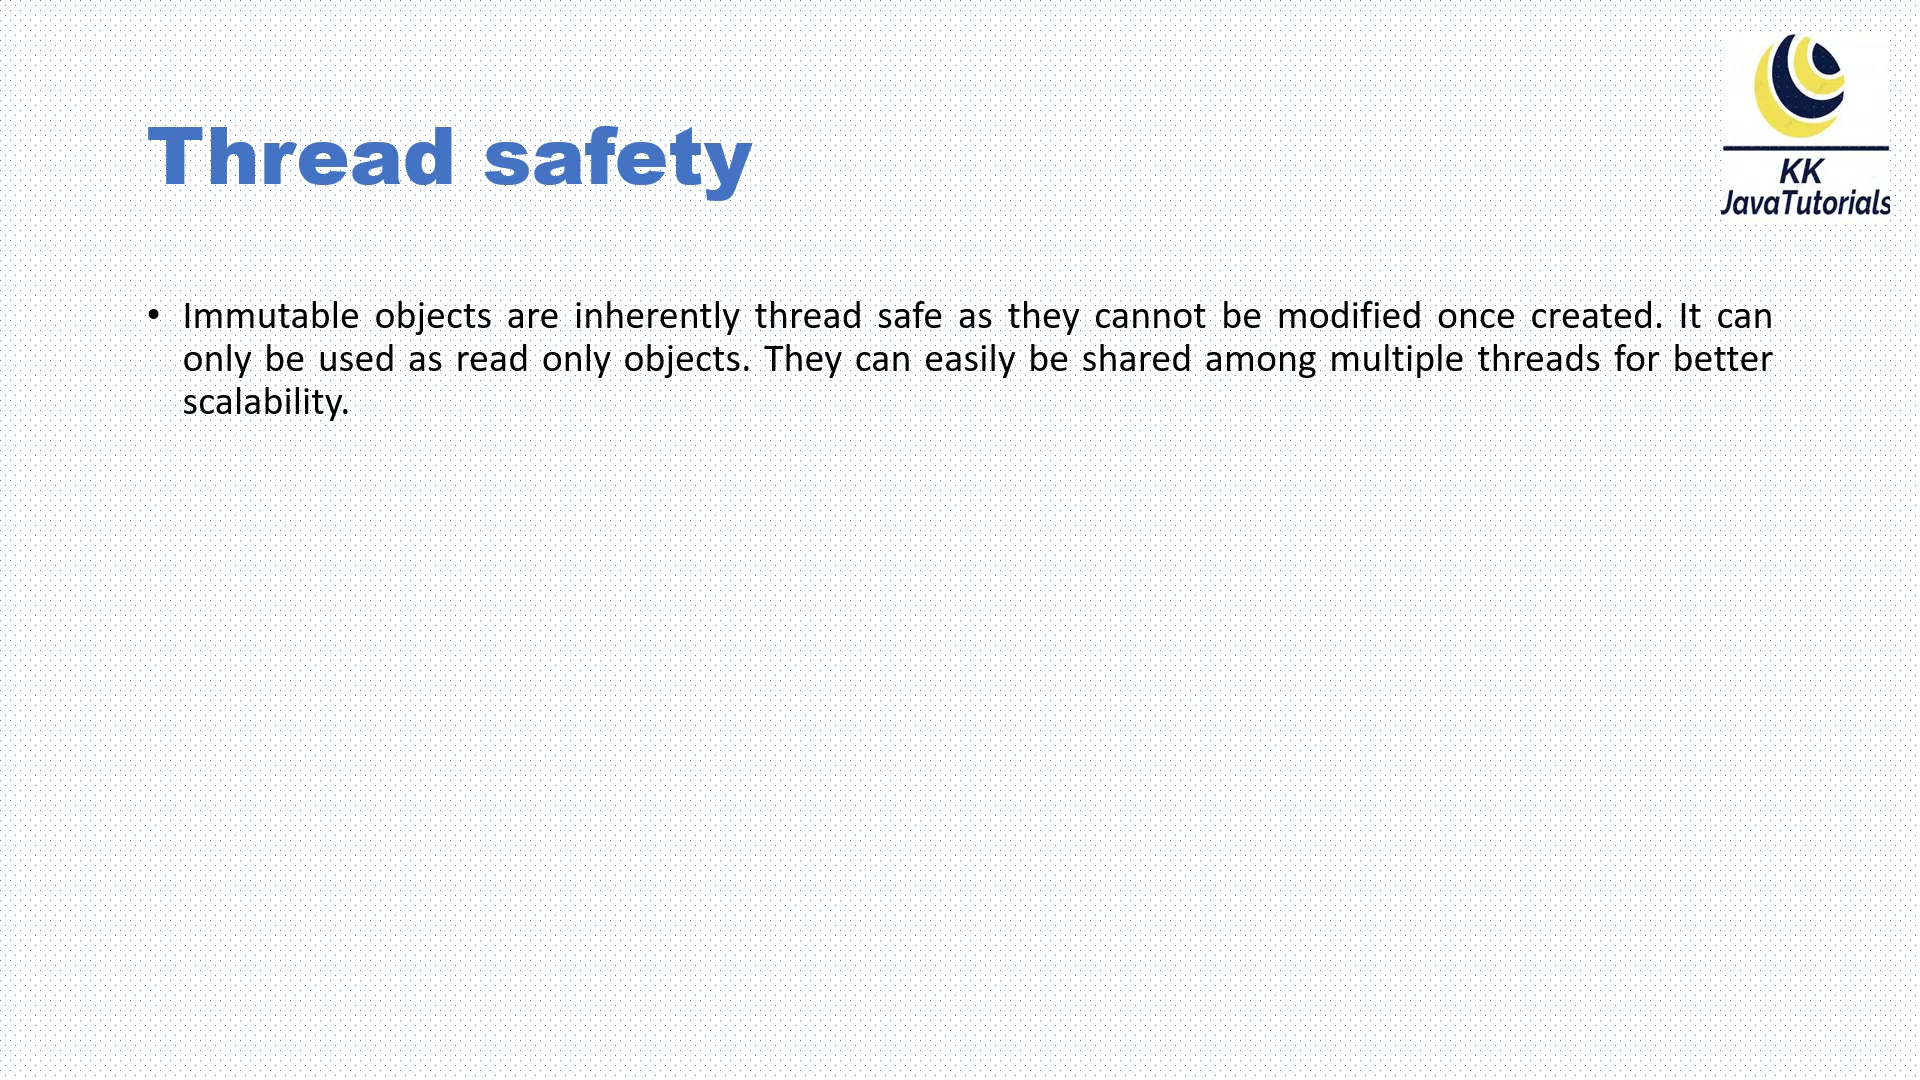 Thread safety
KK
JavaTutorials
• Immutable objects are inherently thread safe as they cannot be modified once created. It can
only be used as read only objects. They can easily be shared among multiple threads for better
scalability.